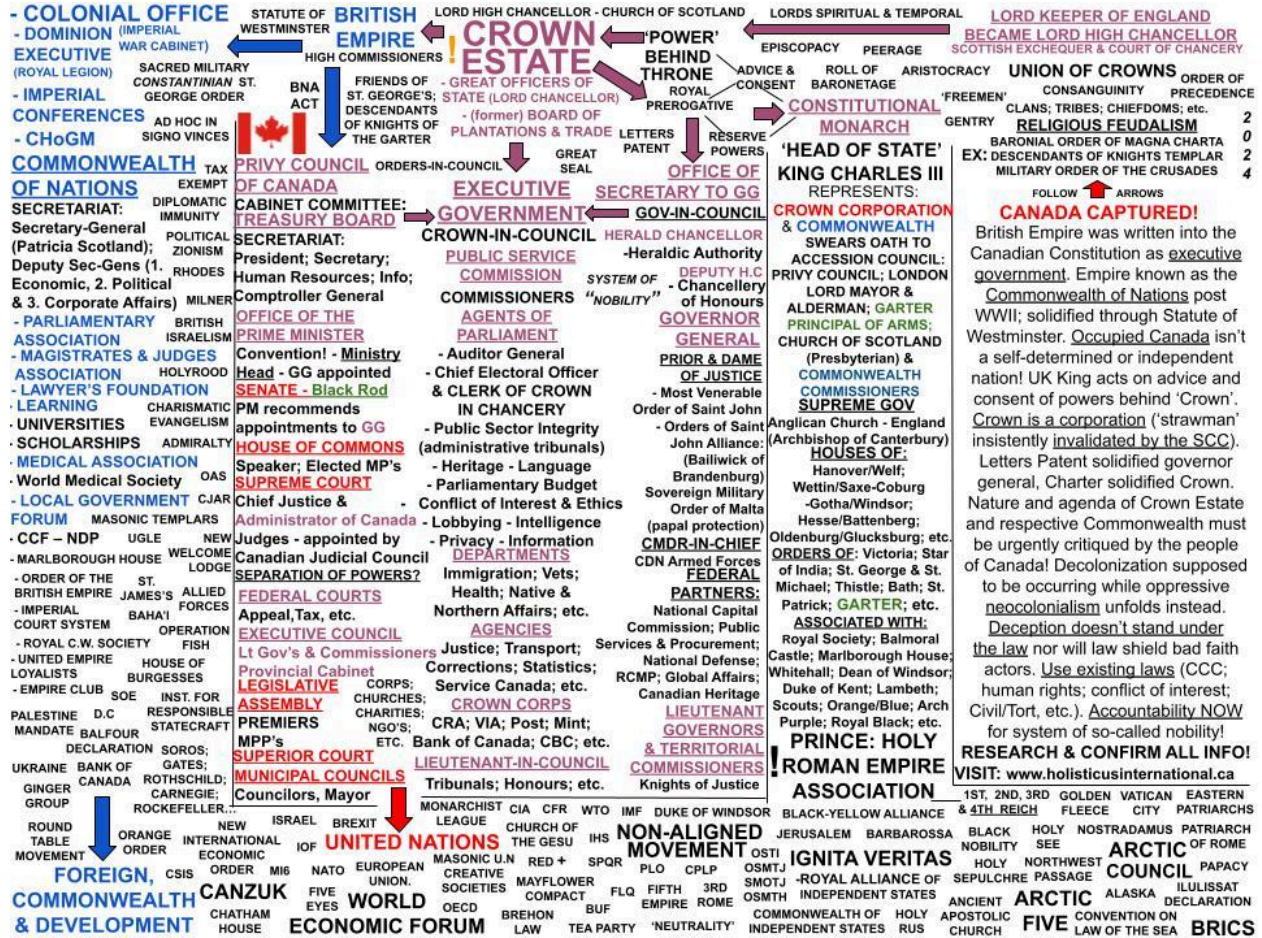 - COLONIAL OFFICE
- DOMINION (IMPERIAL
EXECUTIVE WAR CABINET)
(ROYAL LEGION)
- IMPERIAL
CONFERENCES
- CHoGM
COMMONWEALTH
OF NATIONS
SECRETARIAT:
Secretary-General
(Patricia Scotland);
Deputy Sec-Gens (1.
Economic, 2. Political
& 3. Corporate Affairs)
- PARLIAMENTARY
ASSOCIATION
- MAGISTRATES & JUDGES
ASSOCIATION
- LAWYER'S FOUNDATION
- LEARNING
- UNIVERSITIES
- SCHOLARSHIPS
- MEDICAL ASSOCIATION
- World Medical Society
- LOCAL GOVERNMENT
FORUM
- CCF – NDP
- MARLBOROUGH HOUSE
- ORDER OF THE
BRITISH EMPIRE
- IMPERIAL
COURT SYSTEM
- ROYAL C.W. SOCIETY
- UNITED EMPIRE
LOYALISTS
- EMPIRE CLUB
PALESTINE
MANDATE
UKRAINE
GINGER
GROUP
ROUND
TABLE
MOVEMENT
FOREIGN,
COMMONWEALTH
& DEVELOPMENT
STATUTE OF
WESTMINSTER
SACRED MILITARY
CONSTANTINIAN ST.
GEORGE ORDER
AD HOC IN
SIGNO VINCES
TAX
EXEMPT
DIPLOMATIC
IMMUNITY
POLITICAL
ZIONISM
RHODES
MILNER
BRITISH
ISRAELISM
HOLYROOD
CHARISMATIC
EVANGELISM
ADMIRALTY
OAS
CJAR
MASONIC TEMPLARS
UGLE
NEW
WELCOME
LODGE
ST.
JAMES'S
ALLIED
FORCES
BAHA'I
OPERATION
FISH
HOUSE OF
BURGESSES
SOE
INST. FOR
RESPONSIBLE
STATECRAFT
D.C
BALFOUR
DECLARATION
BANK OF
CANADA
SOROS;
GATES;
ROTHSCHILD;
CARNEGIE;
ROCKEFELLER...
BRITISH
EMPIRE
HIGH COMMISSIONERS
BNA
ACT
FRIENDS OF
ST. GEORGE'S;
DESCENDANTS
OF KNIGHTS OF
THE GARTER
PRIVY COUNCIL
OF CANADA
ORDERS-IN-COUNCIL
CABINET COMMITTEE:
TREASURY BOARD
SECRETARIAT:
President; Secretary;
Human Resources; Info;
Comptroller General
OFFICE OF THE
PRIME MINISTER
Convention! - Ministry
Head - GG appointed
SENATE - Black Rod
PM recommends
appointments to GG
HOUSE OF COMMONS
Speaker; Elected MP's
SUPREME COURT
Chief Justice &
Administrator of Canada
Judges - appointed by
Canadian Judicial Council
SEPARATION OF POWERS?
FEDERAL COURTS
Appeal,Tax, etc.
EXECUTIVE COUNCIL
Lt Gov's & Commissioners
Provincial Cabinet
LEGISLATIVE
ASSEMBLY
PREMIERS
MPP's
CORPS;
CHURCHES;
CHARITIES;
NGO'S;
ETC.
SUPERIOR COURT
MUNICIPAL COUNCILS
Councilors, Mayor
LORD HIGH CHANCELLOR - CHURCH OF SCOTLAND
! CROWN
ESTATE
- GREAT OFFICERS OF
STATE (LORD CHANCELLOR)
- (former) BOARD OF
PLANTATIONS & TRADE
GREAT
SEAL
EXECUTIVE
GOVERNMENT
CROWN-IN-COUNCIL
PUBLIC SERVICE
COMMISSION
COMMISSIONERS
AGENTS OF
PARLIAMENT
- Auditor General
- Chief Electoral Officer
& CLERK OF CROWN
IN CHANCERY
- Public Sector Integrity
(administrative tribunals)
- Heritage - Language
- Parliamentary Budget
- Conflict of Interest & Ethics
- Lobbying - Intelligence
- Privacy - Information
DEPARTMENTS
Immigration; Vets;
Health; Native &
Northern Affairs; etc.
AGENCIES
Justice; Transport;
Corrections; Statistics;
Service Canada; etc.
CROWN CORPS
CRA; VIA; Post; Mint;
Bank of Canada; CBC; etc.
LIEUTENANT-IN-COUNCIL
Tribunals; Honours; etc.
LORDS SPIRITUAL & TEMPORAL
'POWER'
BEHIND
THRONE
ROYAL
PREROGATIVE
LETTERS
PATENT
RESERVE
POWERS
ADVICE &
CONSENT
OFFICE OF
SECRETARY TO GG
GOV-IN-COUNCIL
HERALD CHANCELLOR
-Heraldic Authority
DEPUTY H.C
- Chancellery
of Honours
SYSTEM OF
"NOBILITY"
GOVERNOR
GENERAL
PRIOR & DAME
OF JUSTICE
- Most Venerable
Order of Saint John
- Orders of Saint
John Alliance:
(Bailiwick of
Brandenburg)
Sovereign Military
Order of Malta
(papal protection)
CMDR-IN-CHIEF
CDN Armed Forces
FEDERAL
PARTNERS:
National Capital
Commission; Public
Services & Procurement;
National Defense;
RCMP; Global Affairs;
Canadian Heritage
LIEUTENANT
GOVERNORS
& TERRITORIAL
COMMISSIONERS
Knights of Justice
EPISCOPACY
PEERAGE
ROLL OF
BARONETAGE
ARISTOCRACY
CONSTITUTIONAL
MONARCH
'HEAD OF STATE'
KING CHARLES III
REPRESENTS:
CROWN CORPORATION
& COMMONWEALTH
SWEARS OATH TO
ACCESSION COUNCIL:
PRIVY COUNCIL; LONDON
LORD MAYOR &
ALDERMAN; GARTER
PRINCIPAL OF ARMS;
CHURCH OF SCOTLAND
(Presbyterian) &
COMMONWEALTH
COMMISSIONERS
SUPREME GOV
Anglican Church - England
(Archbishop of Canterbury)
HOUSES OF:
Hanover/Welf;
Wettin/Saxe-Coburg
-Gotha/Windsor;
Hesse/Battenberg;
Oldenburg/Glucksburg; etc.
ORDERS OF: Victoria; Star
of India; St. George & St.
Michael; Thistle; Bath; St.
Patrick; GARTER; etc.
ASSOCIATED WITH:
Royal Society; Balmoral
Castle; Marlborough House;
Whitehall; Dean of Windsor;
Duke of Kent; Lambeth;
Scouts; Orange/Blue; Arch
Purple; Royal Black; etc.
! PRINCE: HOLY
ROMAN EMPIRE
ASSOCIATION
LORD KEEPER OF ENGLAND
BECAME LORD HIGH CHANCELLOR
SCOTTISH EXCHEQUER & COURT OF CHANCERY
UNION OF CROWNS
CONSANGUINITY
ORDER OF
PRECEDENCE
'FREEMEN'
GENTRY
CLANS; TRIBES; CHIEFDOMS; etc.
RELIGIOUS FEUDALISM
BARONIAL ORDER OF MAGNA CHARTA
EX: DESCENDANTS OF KNIGHTS TEMPLAR
MILITARY ORDER OF THE CRUSADES
2
0
2
4
FOLLOW ARROWS
CANADA CAPTURED!
British Empire was written into the
Canadian Constitution as executive
government. Empire known as the
Commonwealth of Nations post
WWII; solidified through Statute of
Westminster. Occupied Canada isn't
a self-determined or independent
nation! UK King acts on advice and
consent of powers behind 'Crown'.
Crown is a corporation ('strawman'
insistently invalidated by the SCC).
Letters Patent solidified governor
general, Charter solidified Crown.
Nature and agenda of Crown Estate
and respective Commonwealth must
be urgently critiqued by the people
of Canada! Decolonization supposed
to be occurring while oppressive
neocolonialism unfolds instead.
Deception doesn't stand under
the law nor will law shield bad faith
actors. Use existing laws (CCC;
human rights; conflict of interest;
Civil/Tort, etc.). Accountability NOW
for system of so-called nobility!
RESEARCH & CONFIRM ALL INFO!
VISIT: www.holisticusinternational.ca
ORANGE
ORDER
CSIS
NEW
INTERNATIONAL
ECONOMIC
ORDER
ISRAEL
BREXIT
IOF
UNITED NATIONS
MI6
NATO
EUROPEAN
UNION.
CANZUK
FIVE
EYES
WORLD
ECONOMIC FORUM
CHATHAM
HOUSE
MONARCHIST
LEAGUE
CIA
CFR
WTO
IMF
DUKE OF WINDSOR
CHURCH OF
THE GESU
IHS
MASONIC U.N
CREATIVE
SOCIETIES
RED +
SPQR
OECD
MAYFLOWER
COMPACT
BREHON
LAW
FLQ
BUF
TEA PARTY
NON-ALIGNED
MOVEMENT
PLO
CPLP
FIFTH
EMPIRE
3RD
ROME
'NEUTRALITY'
OSTI
OSMTJ
SMOTJ
OSMTH
BLACK-YELLOW ALLIANCE
JERUSALEM
BARBAROSSA
IGNITA VERITAS
-ROYAL ALLIANCE OF
INDEPENDENT STATES
COMMONWEALTH OF
INDEPENDENT STATES
HOLY
RUS
1ST, 2ND, 3RD
& 4TH REICH
GOLDEN
FLEECE
VATICAN
CITY
EASTERN
PATRIARCHS
BLACK
NOBILITY
HOLY
SEE
NOSTRADAMUS
PATRIARCH
OF ROME
HOLY
SEPULCHRE
NORTHWEST
PASSAGE
ARCTIC
COUNCIL
PAPACY
ANCIENT
APOSTOLIC
CHURCH
ARCTIC
FIVE
ALASKA
ILULISSAT
DECLARATION
CONVENTION ON
LAW OF THE SEA
BRICS